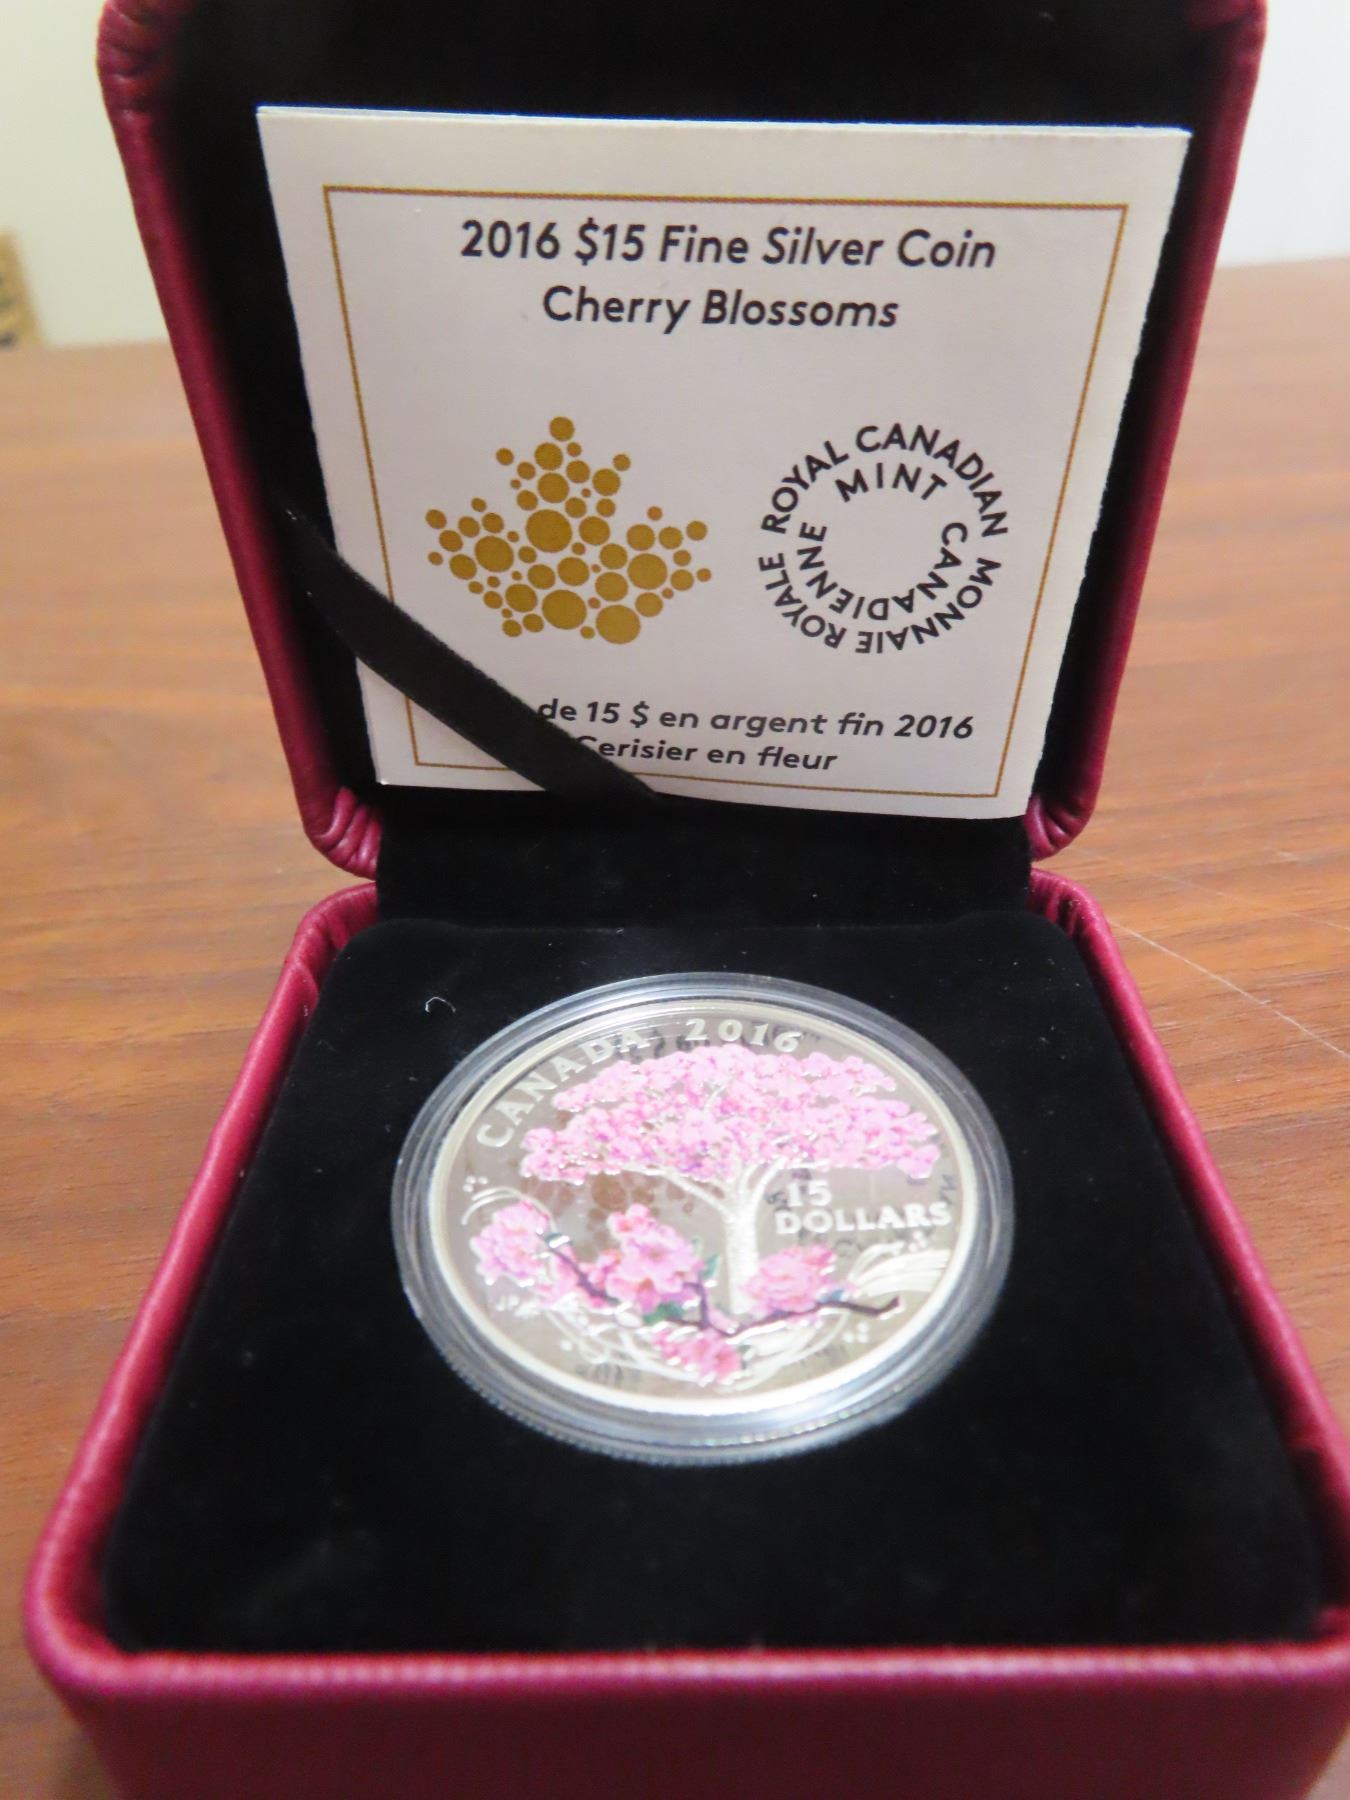 2016 $15 Fine Silver Coin
Cherry Blossoms
ROYAL CANADIAN MINT
MONNAIE ROYALE CANADIENNE
de 15 $ en argent fin 2016
Cerisier en fleur
CANADA 2016
15
DOLLARS